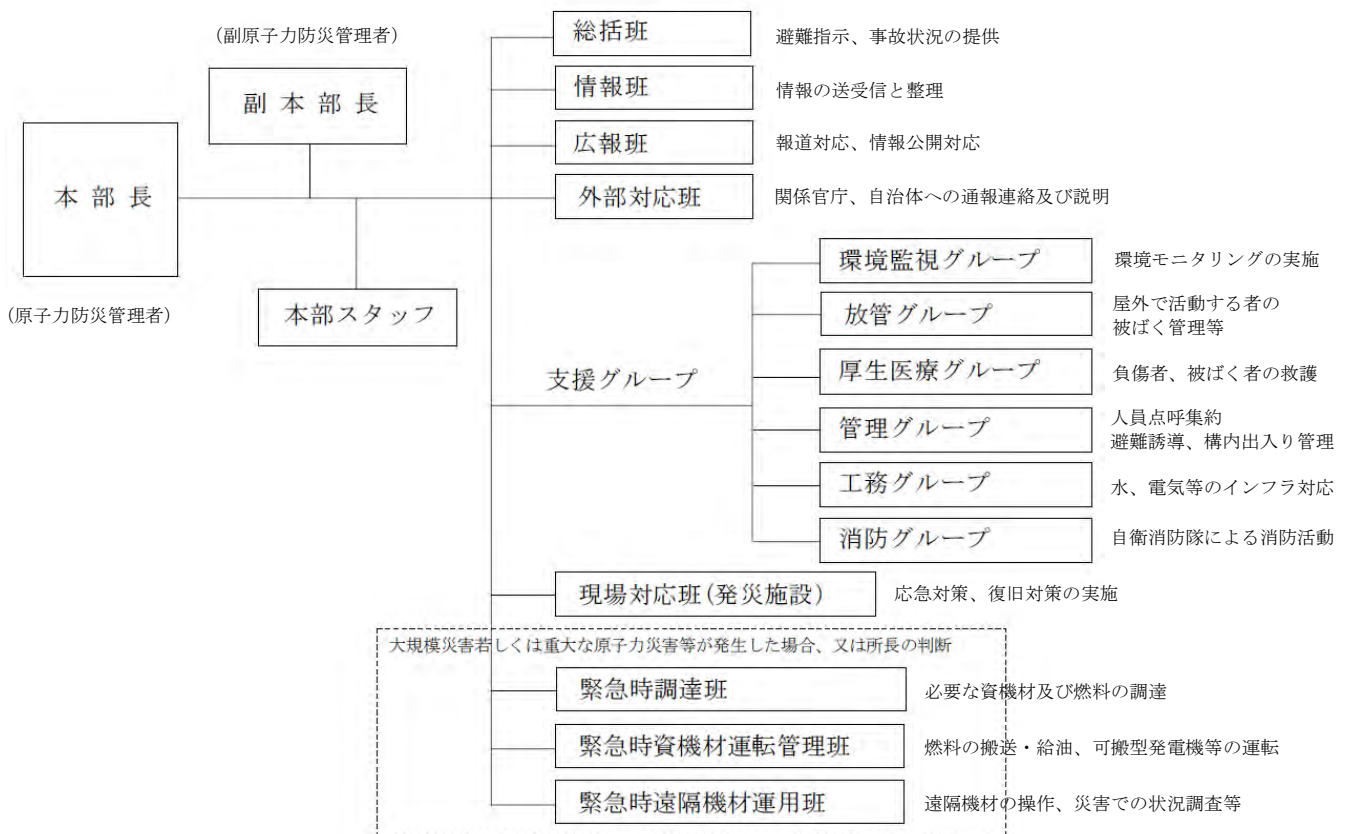 (副原子力防災管理者)
副本部長
本部長
(原子力防災管理者)
本部スタッフ
総括班
避難指示、事故状況の提供
情報班
情報の送受信と整理
広報班
報道対応、情報公開対応
外部対応班
関係官庁、自治体への通報連絡及び説明
支援グループ
環境監視グループ
環境モニタリングの実施
放管グループ
屋外で活動する者の
被ばく管理等
厚生医療グループ
負傷者、被ばく者の救護
管理グループ
人員点呼集約
避難誘導、構内出入り管理
工務グループ
水、電気等のインフラ対応
消防グループ
自衛消防隊による消防活動
現場対応班(発災施設)
応急対策、復旧対策の実施
大規模災害若しくは重大な原子力災害等が発生した場合、又は所長の判断
緊急時調達班
必要な資機材及び燃料の調達
緊急時資機材運転管理班
燃料の搬送・給油、可搬型発電機等の運転
緊急時遠隔機材運用班
遠隔機材の操作、災害での状況調査等